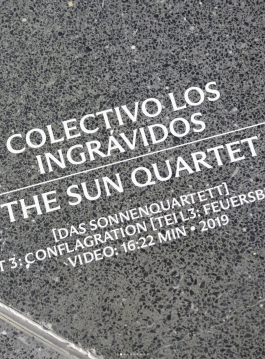 COLECTIVO LOS
INGRÁVIDOS
THE SUN QUARTET
[DAS SONNENQUARTETT]
T 3: CONFLAGRATION [TEIL 3: FEUERSB
VIDEO: 16:22 MIN • 2019